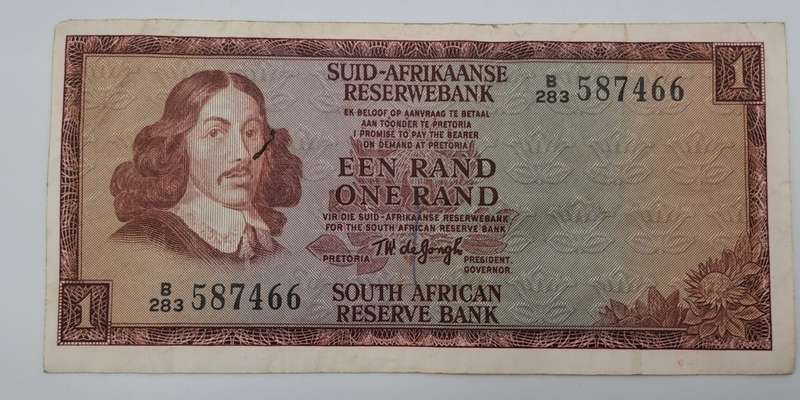 SUID-AFRIKAANSE
RESERWEBANK
B
283 587466
1
EK BELOOF OP AANVRAAG TE BETAAL
AAN TOONDER TE PRETORIA
I PROMISE TO PAY THE BEARER
ON DEMAND AT PRETORIA
EEN RAND
ONE RAND
VIR DIE SUID-AFRIKAANSE RESERWEBANK
FOR THE SOUTH AFRICAN RESERVE BANK
T.W. de Jongh
PRETORIA
PRESIDENT.
GOVERNOR.
B
283 587466
1
SOUTH AFRICAN
RESERVE BANK